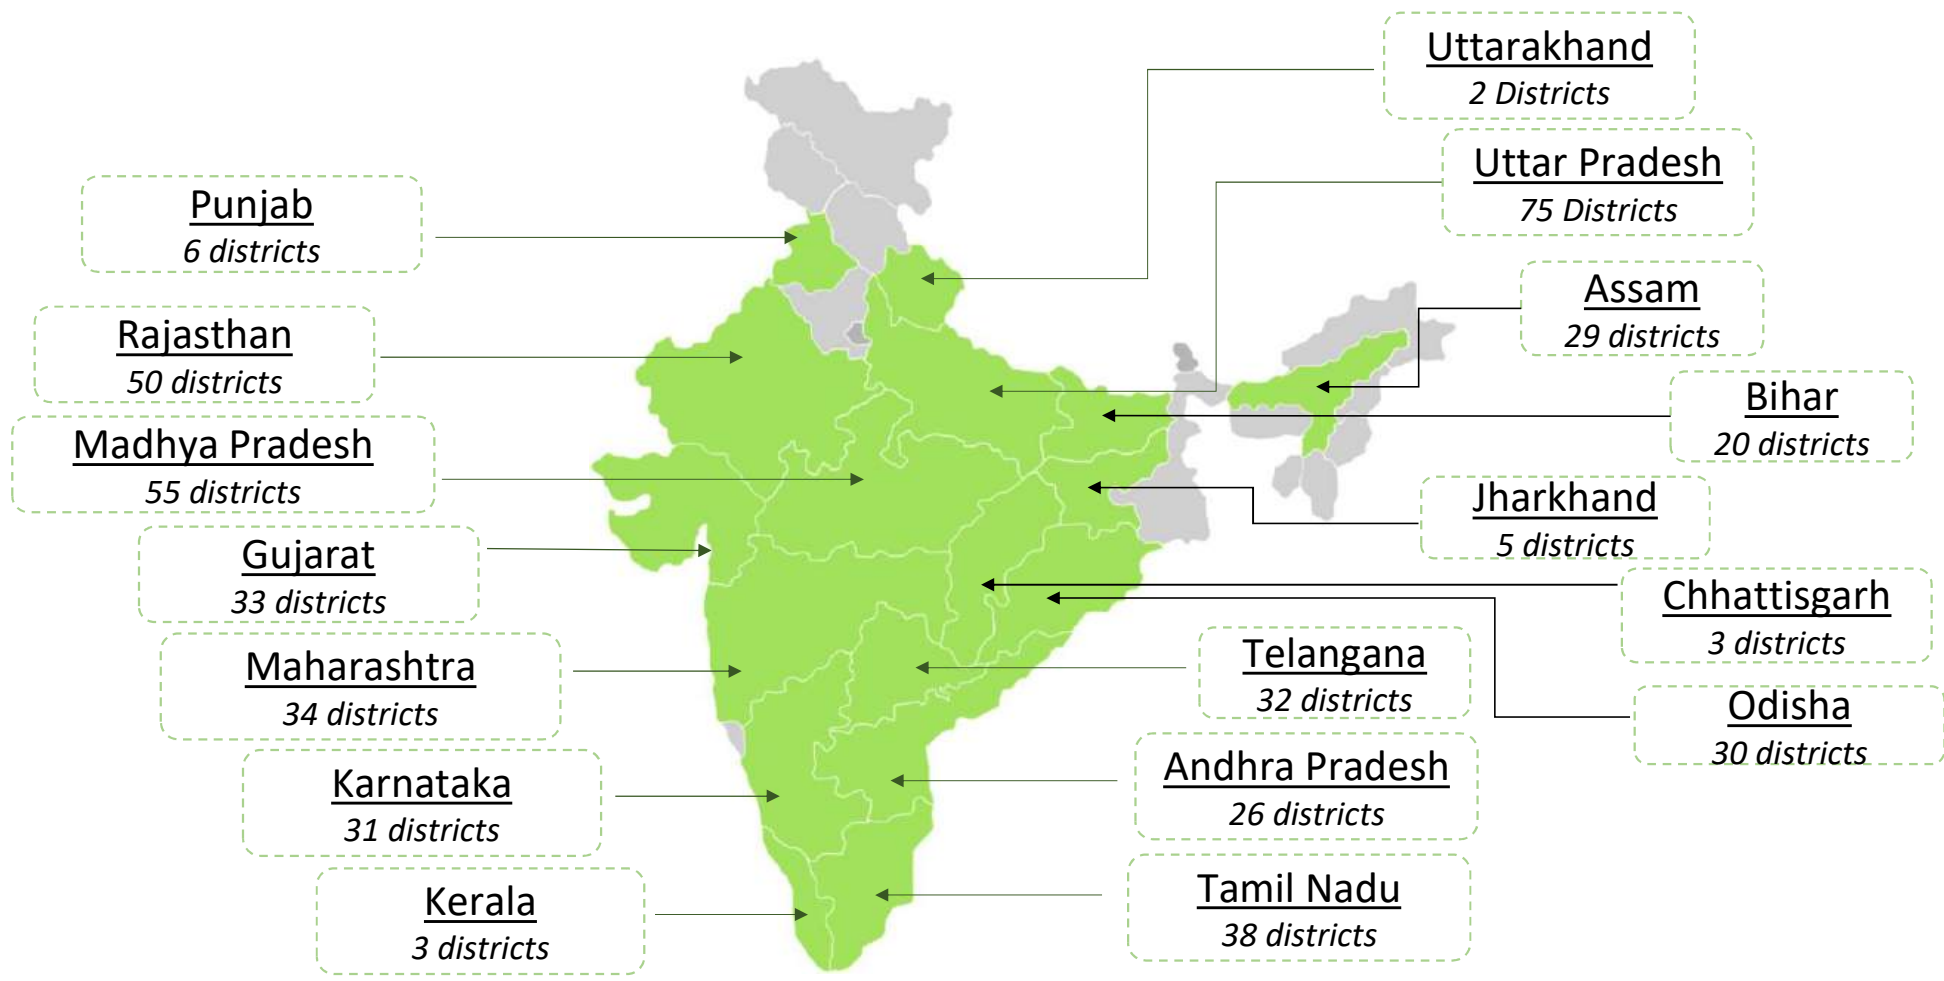 Uttarakhand
2 Districts
Uttar Pradesh
75 Districts
Punjab
6 districts
Assam
29 districts
Rajasthan
50 districts
Bihar
20 districts
Madhya Pradesh
55 districts
Jharkhand
5 districts
Gujarat
33 districts
Chhattisgarh
3 districts
Maharashtra
34 districts
Telangana
32 districts
Odisha
30 districts
Karnataka
31 districts
Andhra Pradesh
26 districts
Kerala
3 districts
Tamil Nadu
38 districts